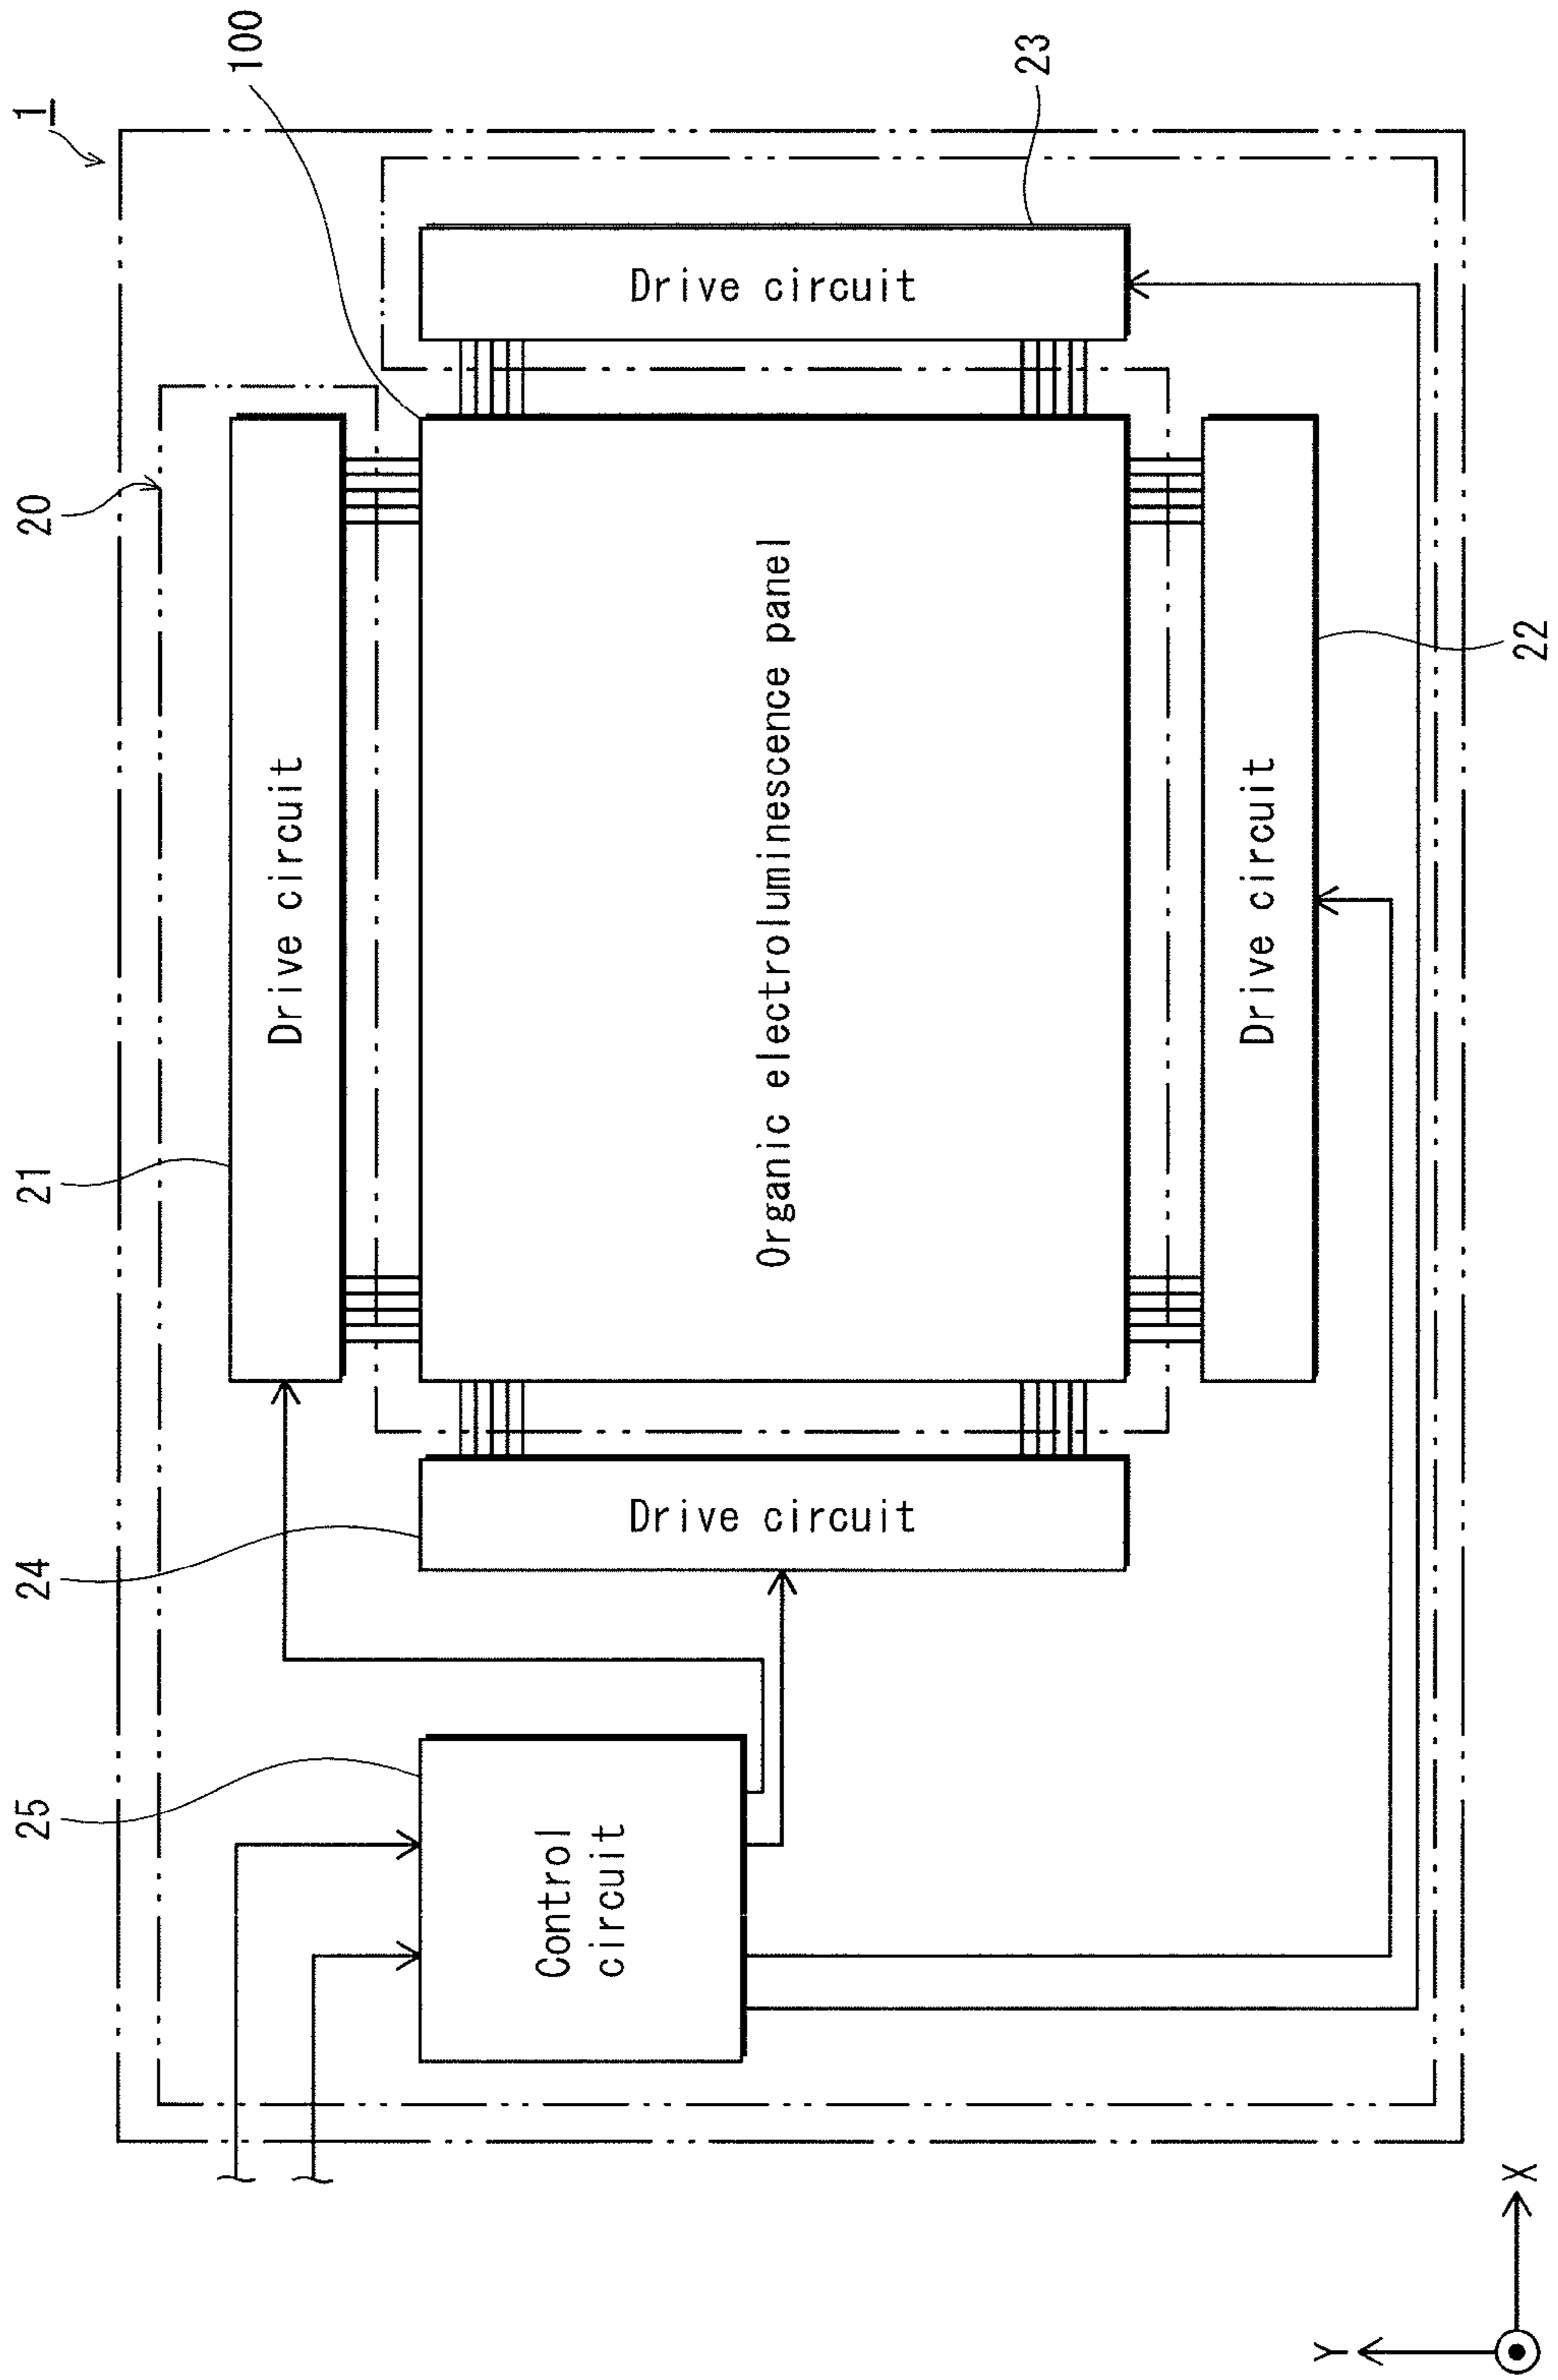 1
100
20
21
Drive circuit
23
Drive circuit
Organic electroluminescence panel
24
Drive circuit
22
Drive circuit
25
Control
circuit
Y
X